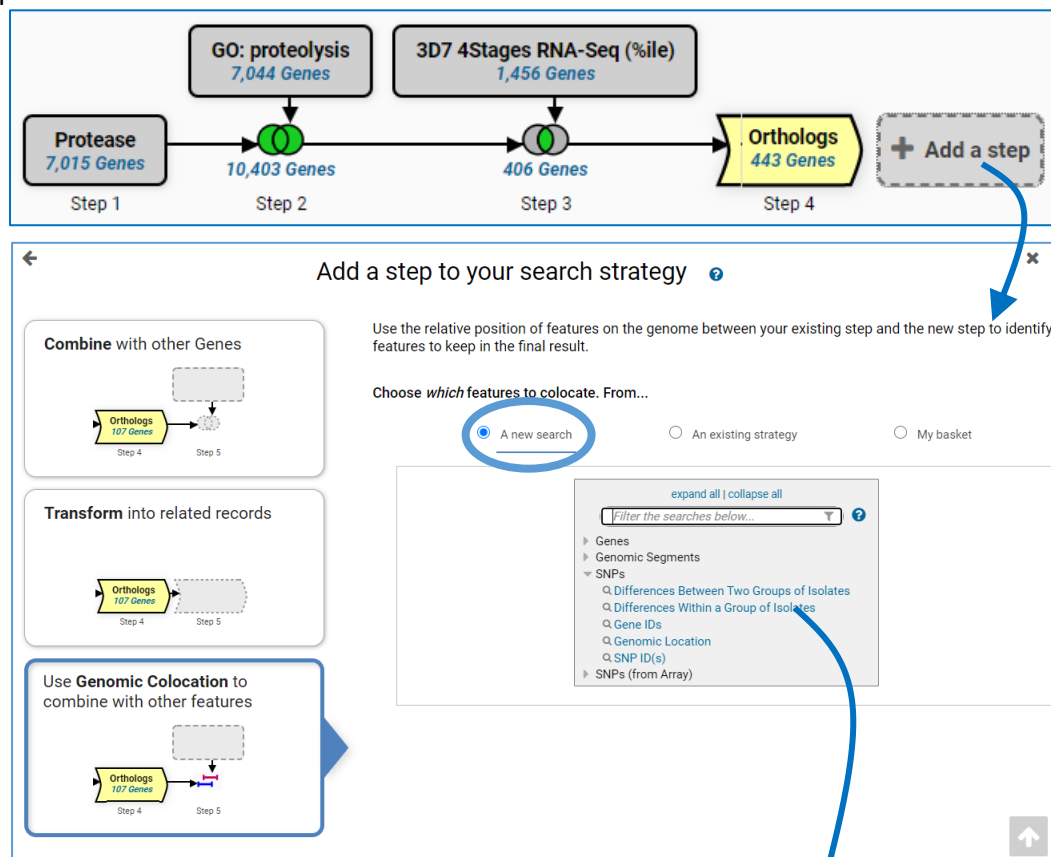 GO: proteolysis
7,044 Genes
3D7 4Stages RNA-Seq (%ile)
1,456 Genes
Protease
7,015 Genes
10,403 Genes
406 Genes
Orthologs
443 Genes
+ Add a step
Step 1
Step 2
Step 3
Step 4
Add a step to your search strategy ?
Combine with other Genes
Orthologs
107 Genes
Step 4
Step 5
Transform into related records
Orthologs
107 Genes
Step 4
Step 5
Use Genomic Colocation to
combine with other features
Orthologs
107 Genes
Step 4
Step 5
Use the relative position of features on the genome between your existing step and the new step to identify
features to keep in the final result.
Choose which features to colocate. From...
A new search
An existing strategy
My basket
expand all | collapse all
Filter the searches below... ?
Genes
Genomic Segments
SNPs
Differences Between Two Groups of Isolates
Differences Within a Group of Isolates
Gene IDs
Genomic Location
SNP ID(s)
SNPs (from Array)